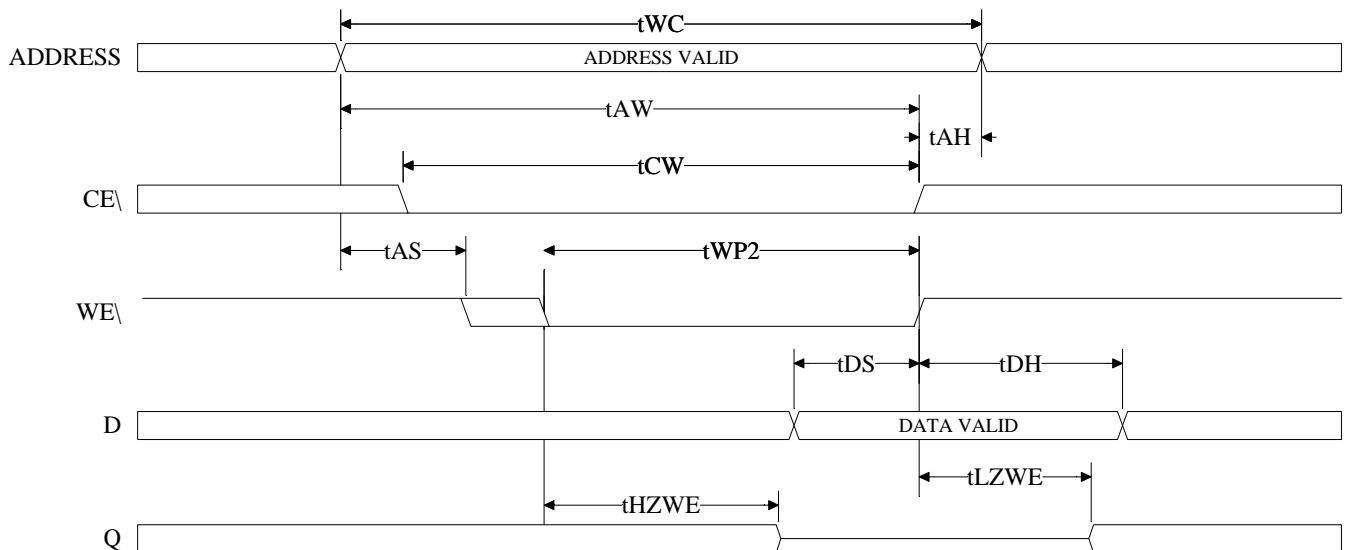 tWC
ADDRESS
ADDRESS VALID
tAW
tAH
tCW
CE\
tAS
tWP2
WE\
tDS
tDH
D
DATA VALID
tLZWE
tHZWE
Q